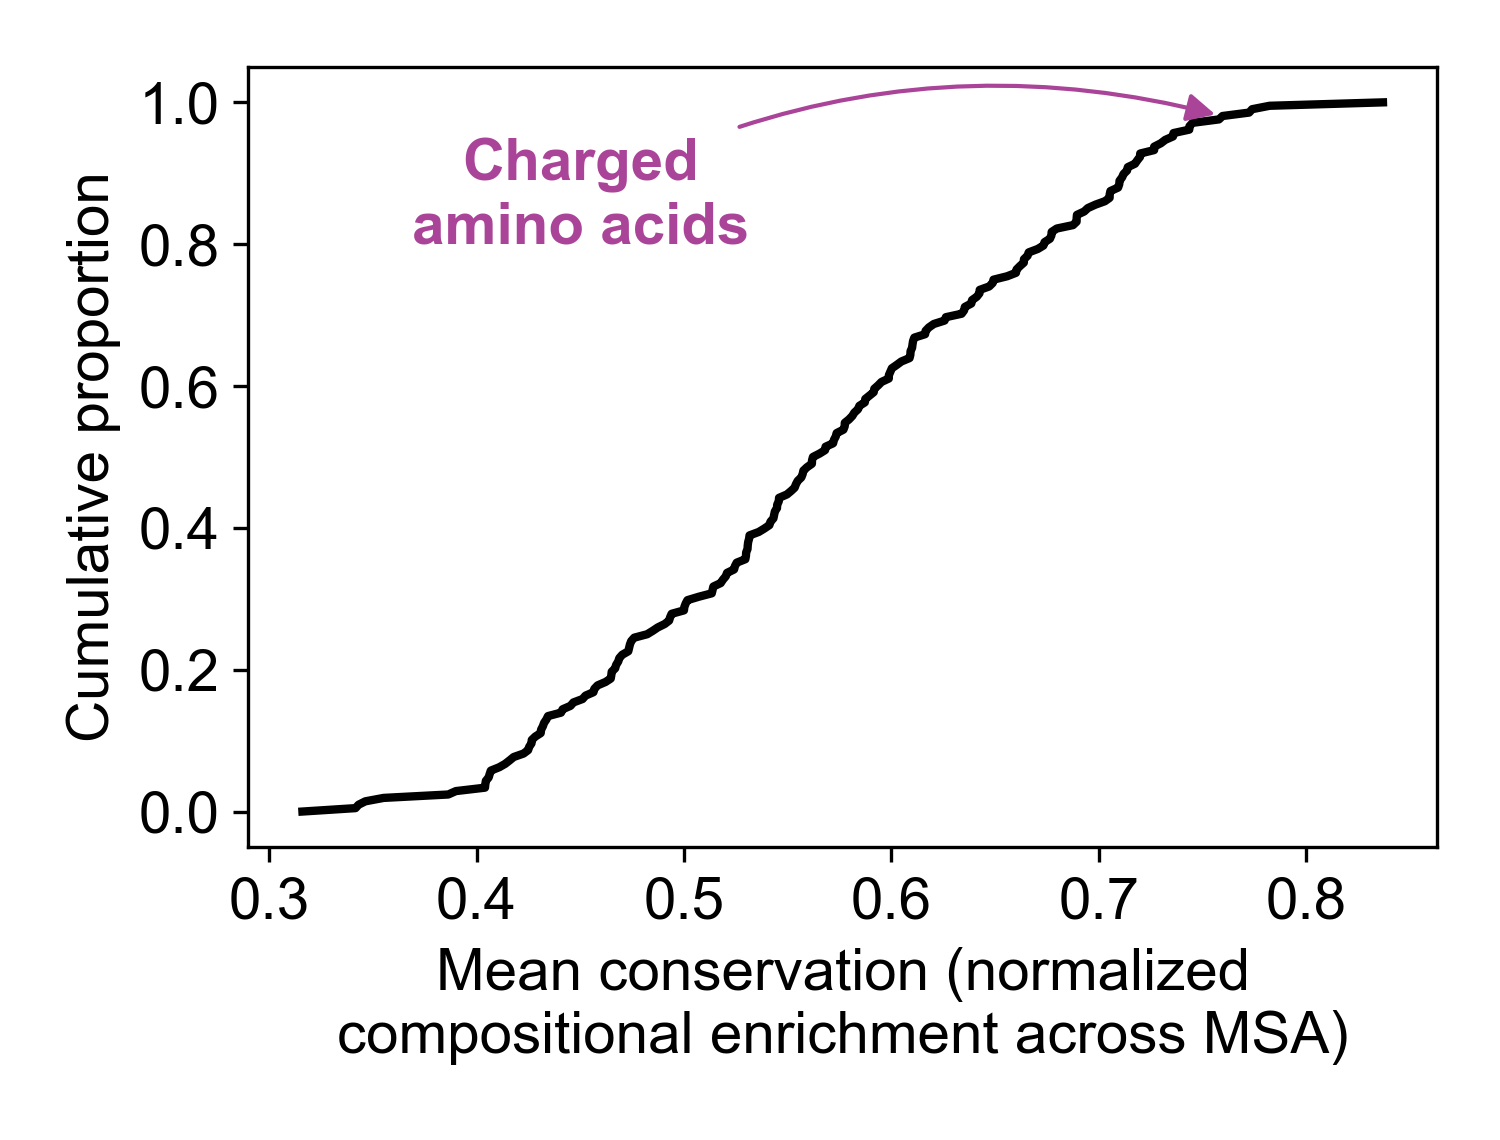 Charged
amino acids
Cumulative proportion
1.0
0.8
0.6
0.4
0.2
0.0
0.3 0.4 0.5 0.6 0.7 0.8
Mean conservation (normalized
compositional enrichment across MSA)